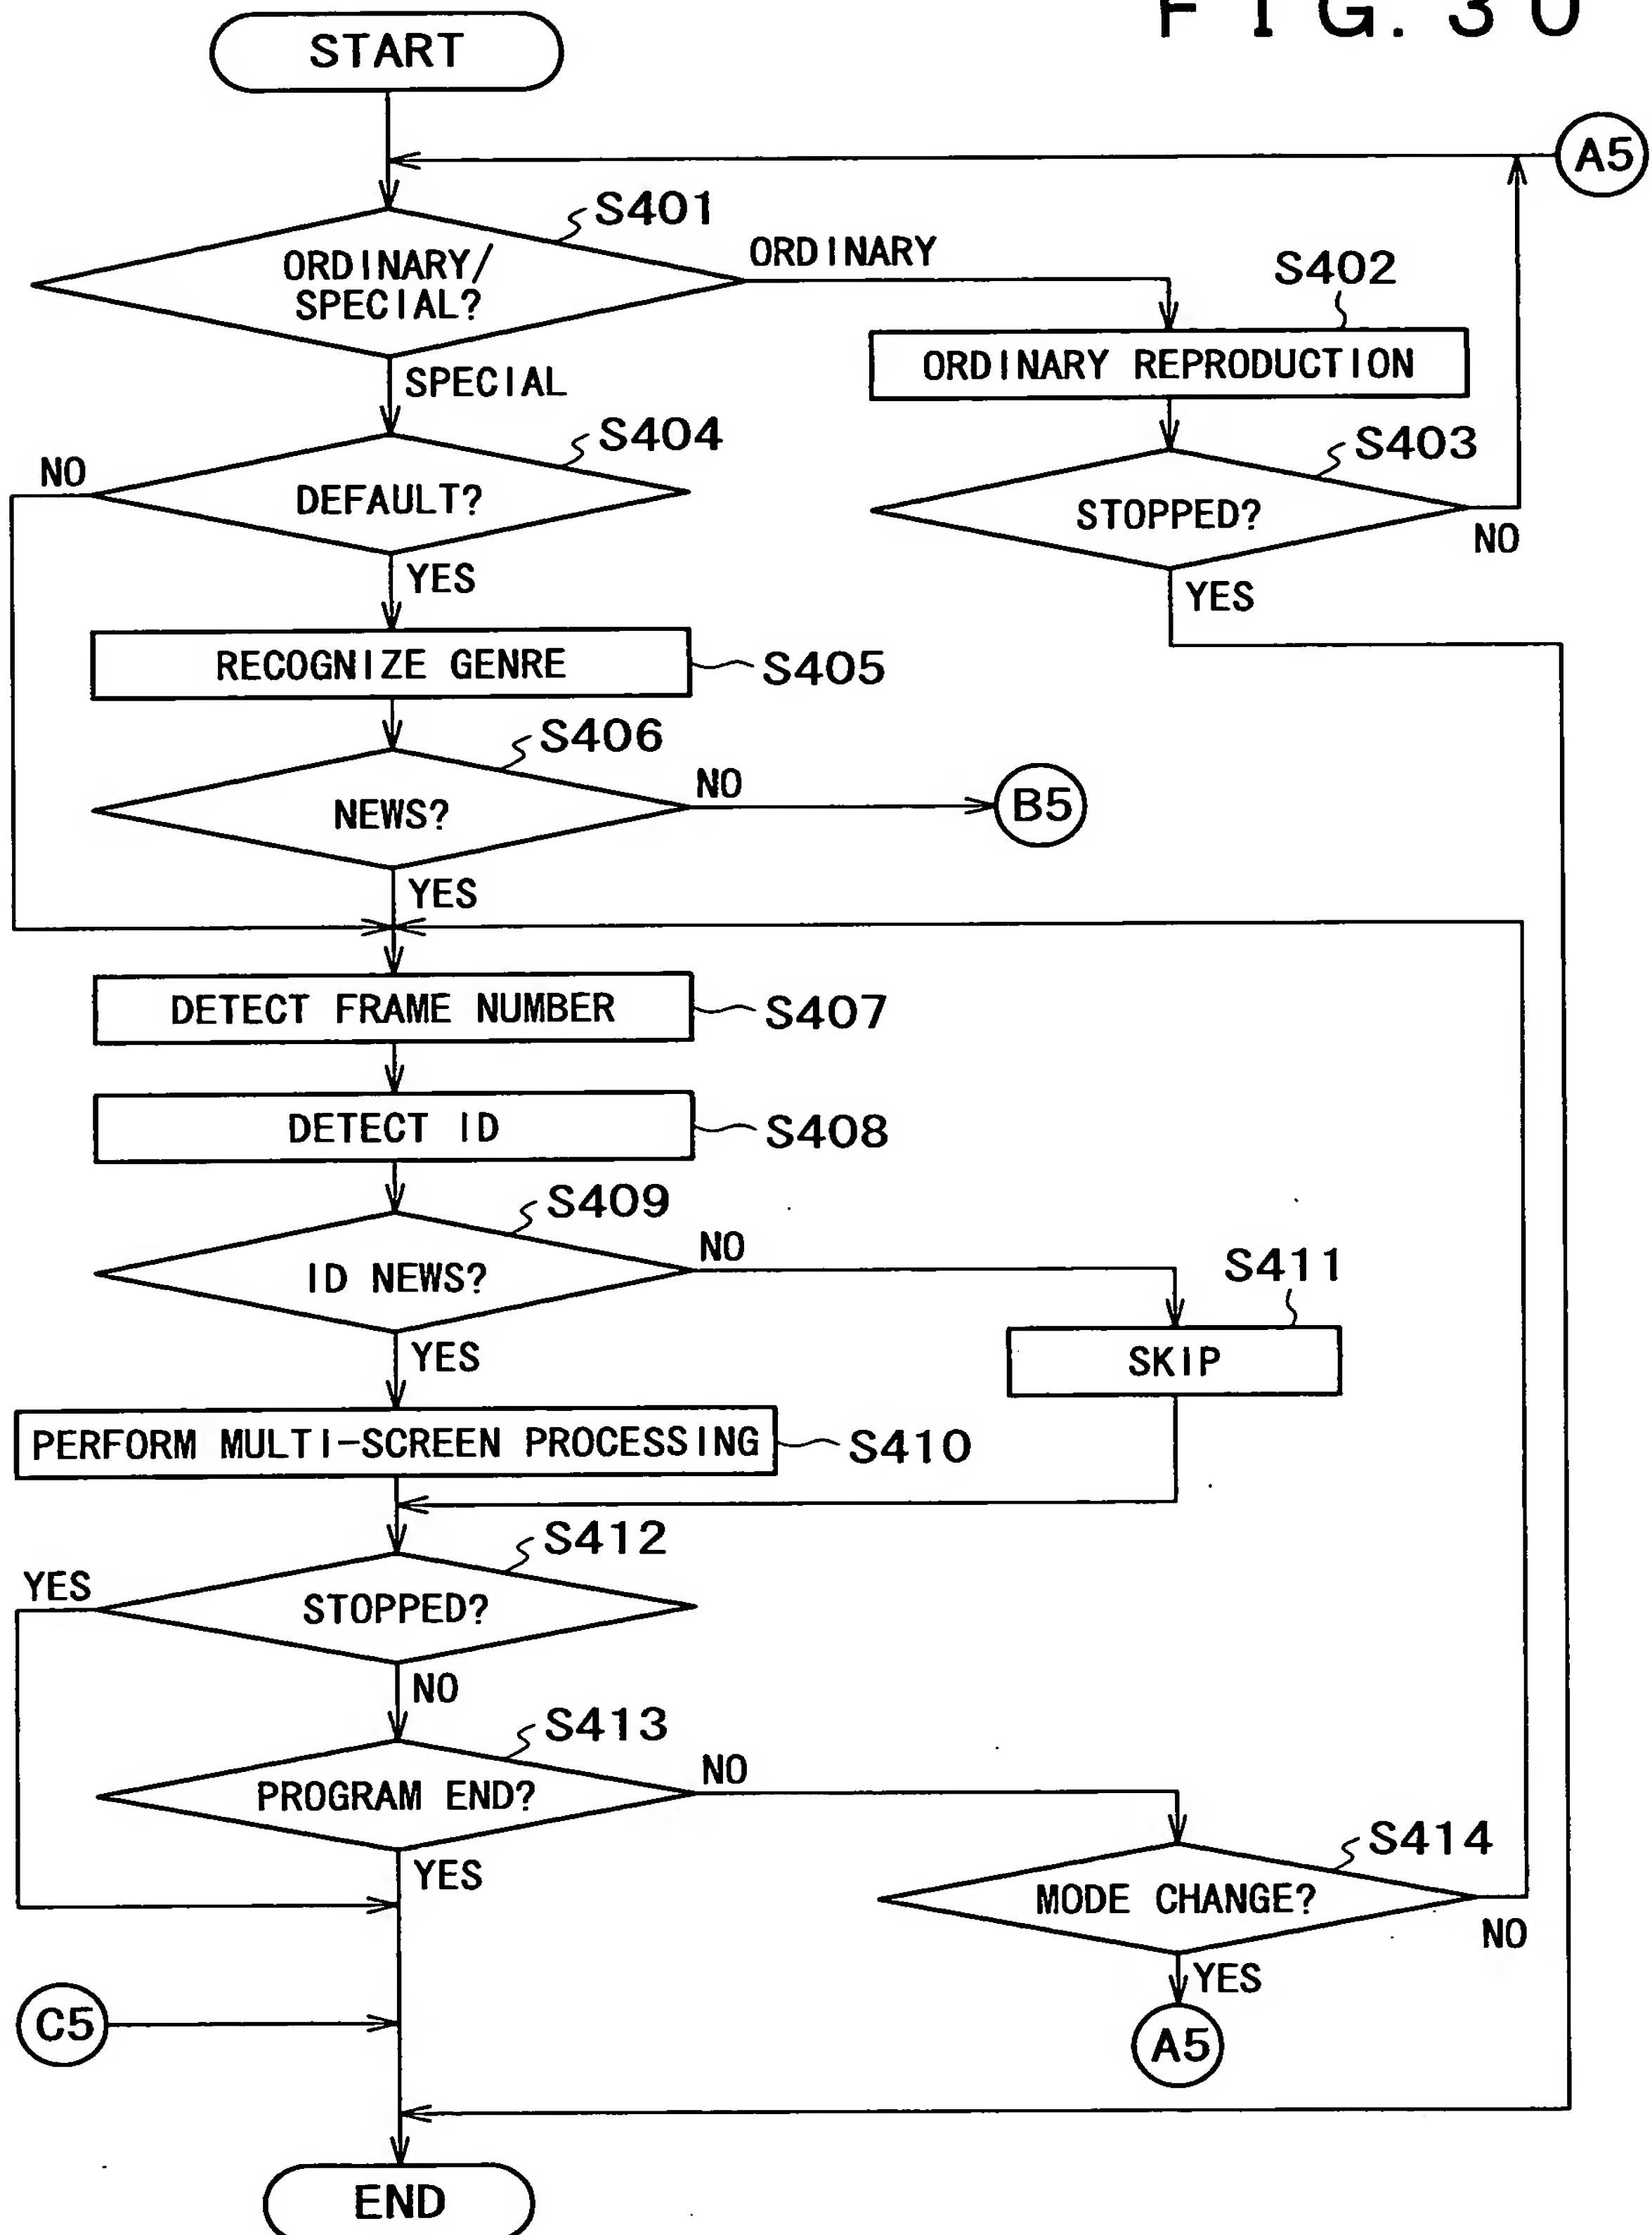 FIG. 30
START
A5
S401
ORDINARY/
SPECIAL?
ORDINARY
S402
ORDINARY REPRODUCTION
SPECIAL
S404
NO
DEFAULT?
S403
STOPPED?
NO
YES
YES
RECOGNIZE GENRE
S405
S406
NEWS?
NO
B5
YES
DETECT FRAME NUMBER
S407
DETECT ID
S408
S409
ID NEWS?
NO
S411
SKIP
YES
PERFORM MULTI-SCREEN PROCESSING
S410
S412
YES
STOPPED?
NO
S413
PROGRAM END?
NO
S414
MODE CHANGE?
NO
YES
YES
C5
A5
END